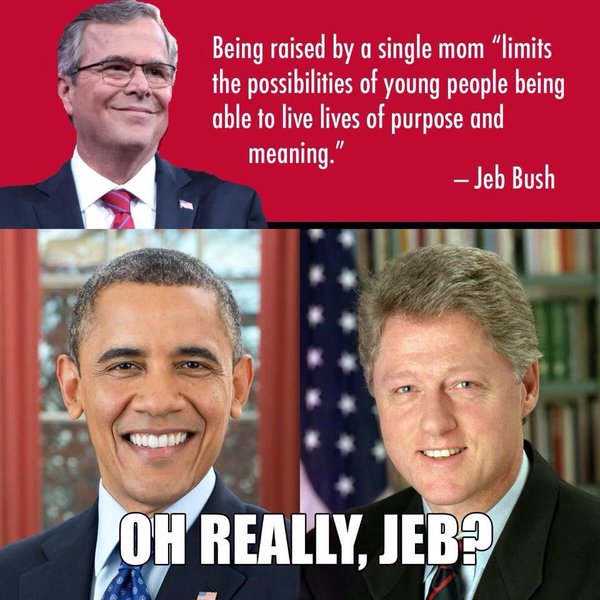 Being raised by a single mom “limits
the possibilities of young people being
able to live lives of purpose and
meaning.”
– Jeb Bush
OH REALLY, JEB?